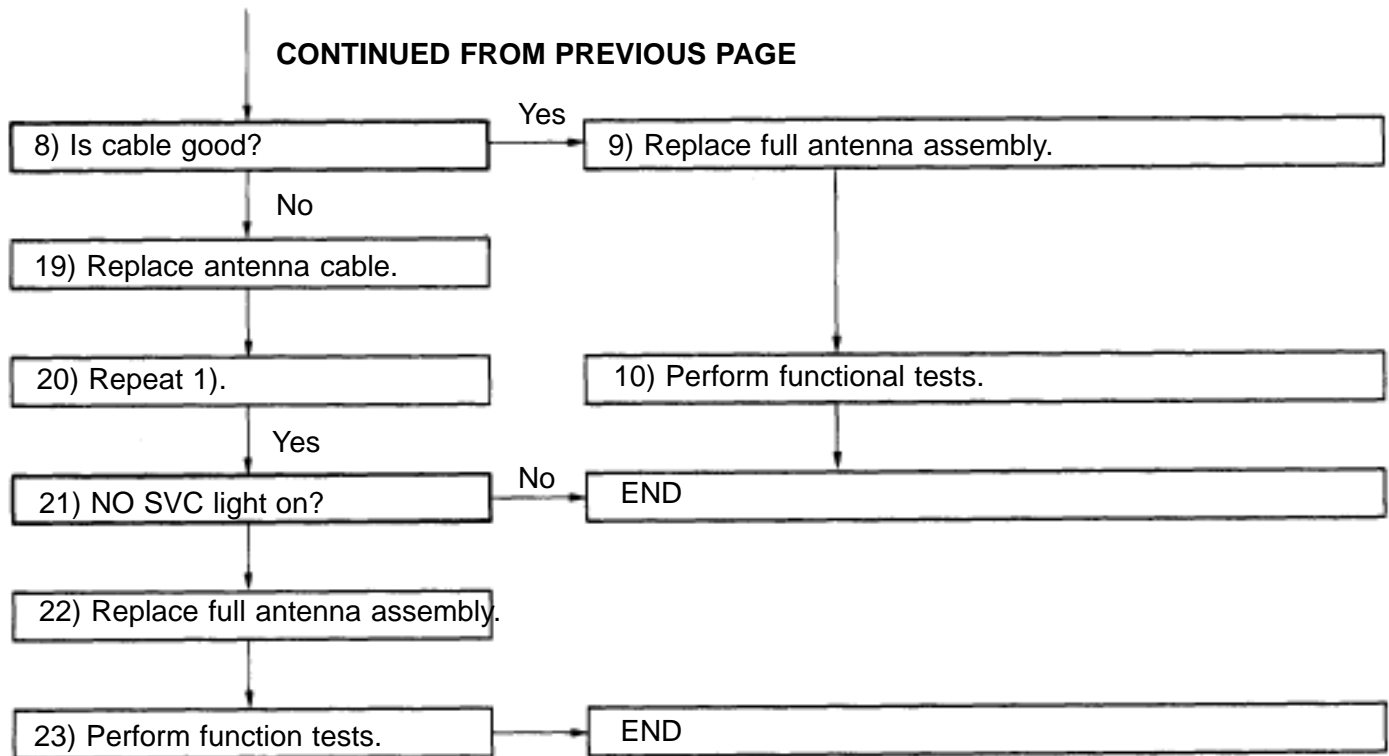 CONTINUED FROM PREVIOUS PAGE
8) Is cable good?
Yes
9) Replace full antenna assembly.
No
19) Replace antenna cable.
20) Repeat 1).
10) Perform functional tests.
Yes
21) NO SVC light on?
No
END
22) Replace full antenna assembly.
23) Perform function tests.
END